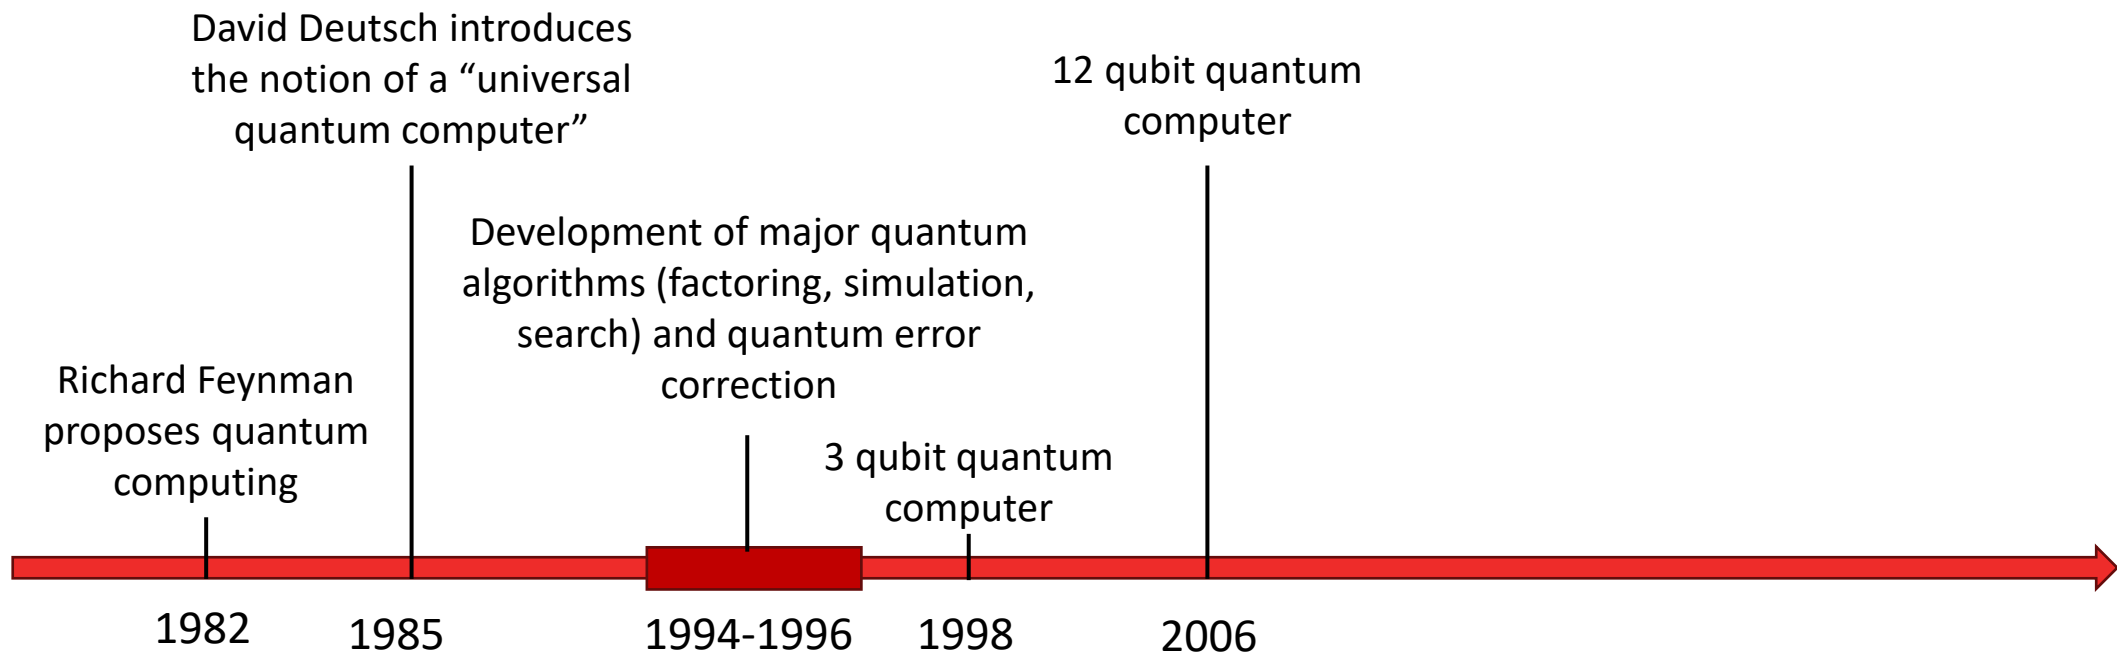 David Deutsch introduces
the notion of a “universal
quantum computer”
12 qubit quantum
computer
Development of major quantum
algorithms (factoring, simulation,
search) and quantum error
correction
Richard Feynman
proposes quantum
computing
3 qubit quantum
computer
1982
1985
1994-1996
1998
2006